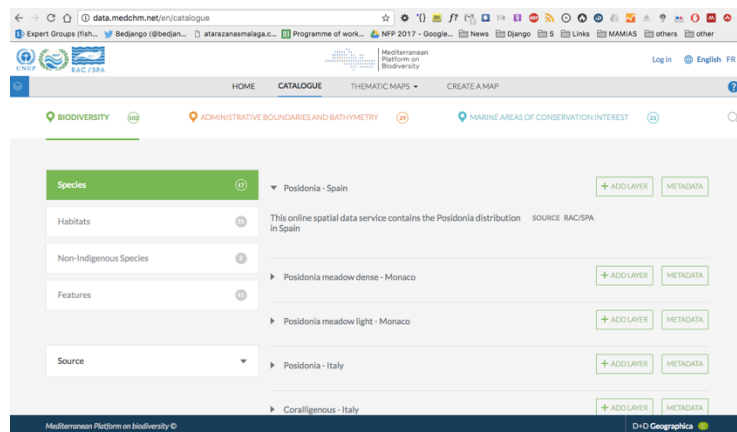 data.medchm.net/en/catalogue
Expert Groups (fish... Bedjango (@bedjan... atarazanasmalaga.c... Programme of work... NFP 2017 - Google... News Django S Links MAMIAS others other
UNEP RAC/SPA Mediterranean Platform on Biodiversity Log in English FR
HOME CATALOGUE THEMATIC MAPS CREATE A MAP ?
BIODIVERSITY 105 ADMINISTRATIVE BOUNDARIES AND BATHYMETRY 29 MARINE AREAS OF CONSERVATION INTEREST 23
Species 17
Posidonia - Spain + ADD LAYER METADATA
Habitats
This online spatial data service contains the Posidonia distribution SOURCE RAC/SPA
in Spain
Non-Indigenous Species 2
Posidonia meadow dense - Monaco + ADD LAYER METADATA
Features
Posidonia meadow light - Monaco + ADD LAYER METADATA
Source
Posidonia - Italy + ADD LAYER METADATA
Coralligenous - Italy + ADD LAYER METADATA
Mediterranean Platform on biodiversity © D+D Geographica